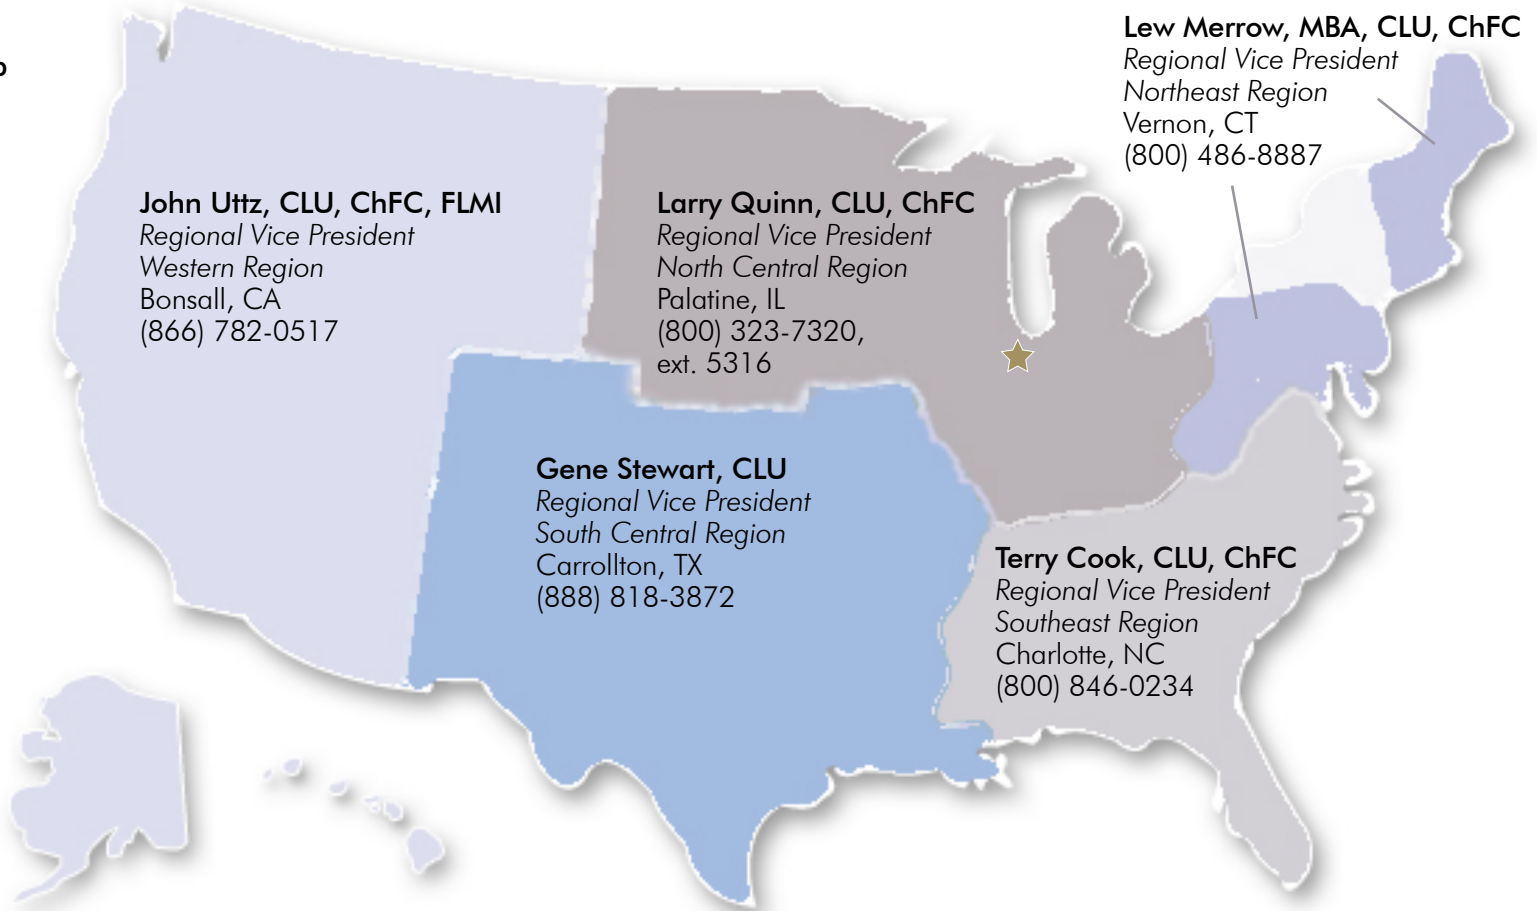 Lew Merrow, MBA, CLU, ChFC
Regional Vice President
Northeast Region
Vernon, CT
(800) 486-8887
John Uttz, CLU, ChFC, FLMI
Regional Vice President
Western Region
Bonsall, CA
(866) 782-0517
Larry Quinn, CLU, ChFC
Regional Vice President
North Central Region
Palatine, IL
(800) 323-7320,
ext. 5316
Gene Stewart, CLU
Regional Vice President
South Central Region
Carrollton, TX
(888) 818-3872
Terry Cook, CLU, ChFC
Regional Vice President
Southeast Region
Charlotte, NC
(800) 846-0234